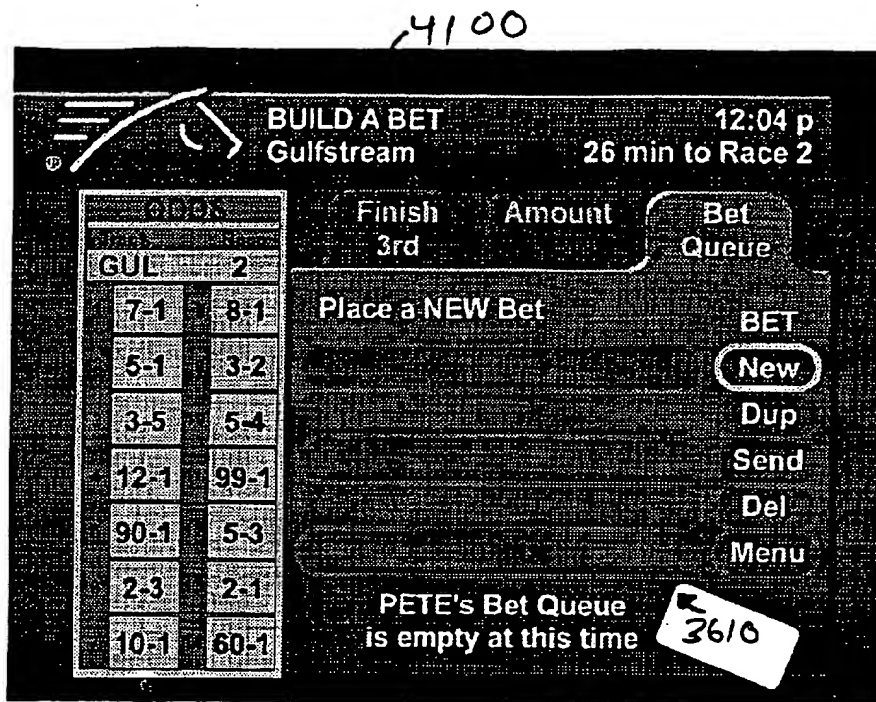 4100
BUILD A BET
12:04 p
Gulfstream
26 min to Race 2
ODDS
Finish
3rd
Amount
Bet
Queue
GUL 2
7-1 8-1
5-1 3-2
3-5 5-4
12-1 99-1
90-1 5-3
2-3 2-1
10-1 60-1
Place a NEW Bet
BET
New
Dup
Send
Del
Menu
PETE's Bet Queue
is empty at this time
3610